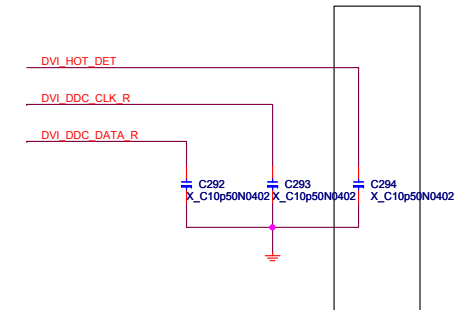 DVI_HOT_DET
DVI_DDC_CLK_R
DVI_DDC_DATA_R
C292 C293 C294
X_C10p50N0402 X_C10p50N0402 X_C10p50N0402